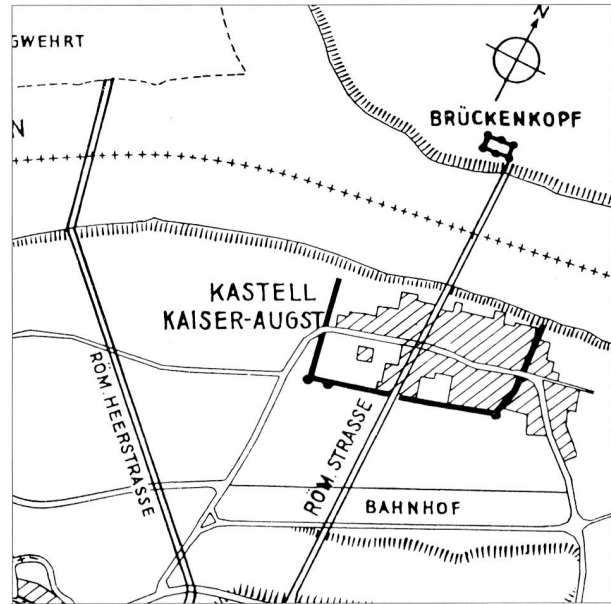 GWEHRT
N
N
BRÜCKENKOPF
KASTELL
KAISER-AUGST
RÖM. HEERSTRASSE
RÖM. STRASSE
BAHNHOF